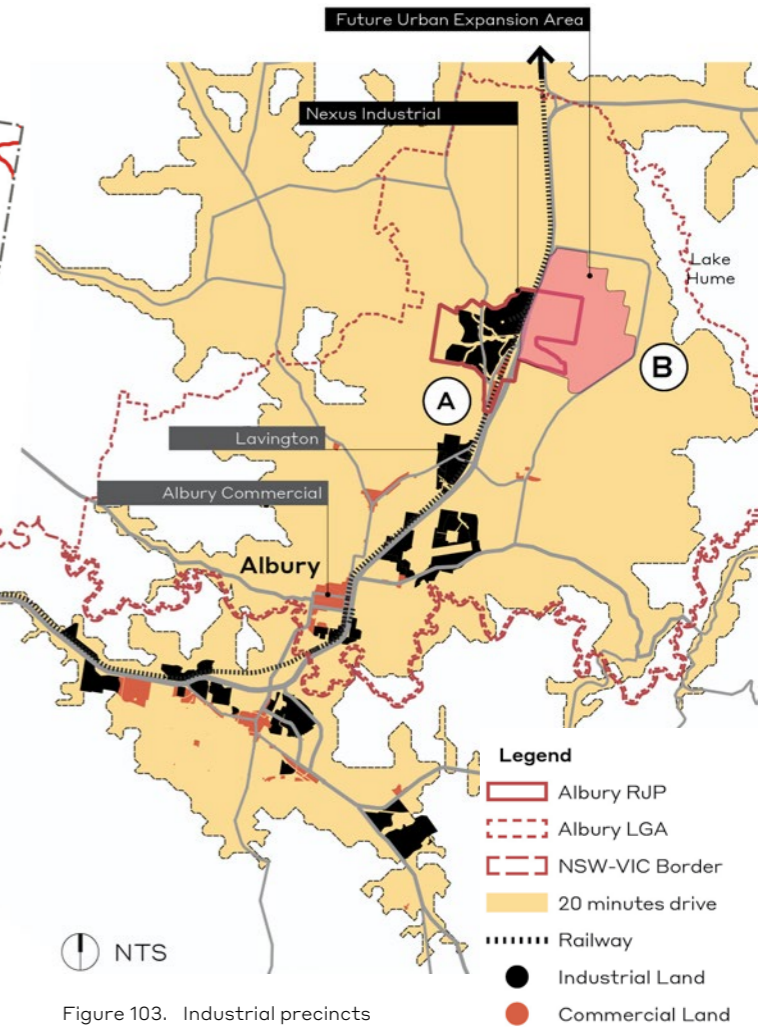 Future Urban Expansion Area
Nexus Industrial
Lake
Hume
B
A
Lavington
Albury Commercial
Albury
Legend
Albury RJP
Albury LGA
NSW-VIC Border
20 minutes drive
Railway
Industrial Land
Commercial Land
NTS
Figure 103. Industrial precincts